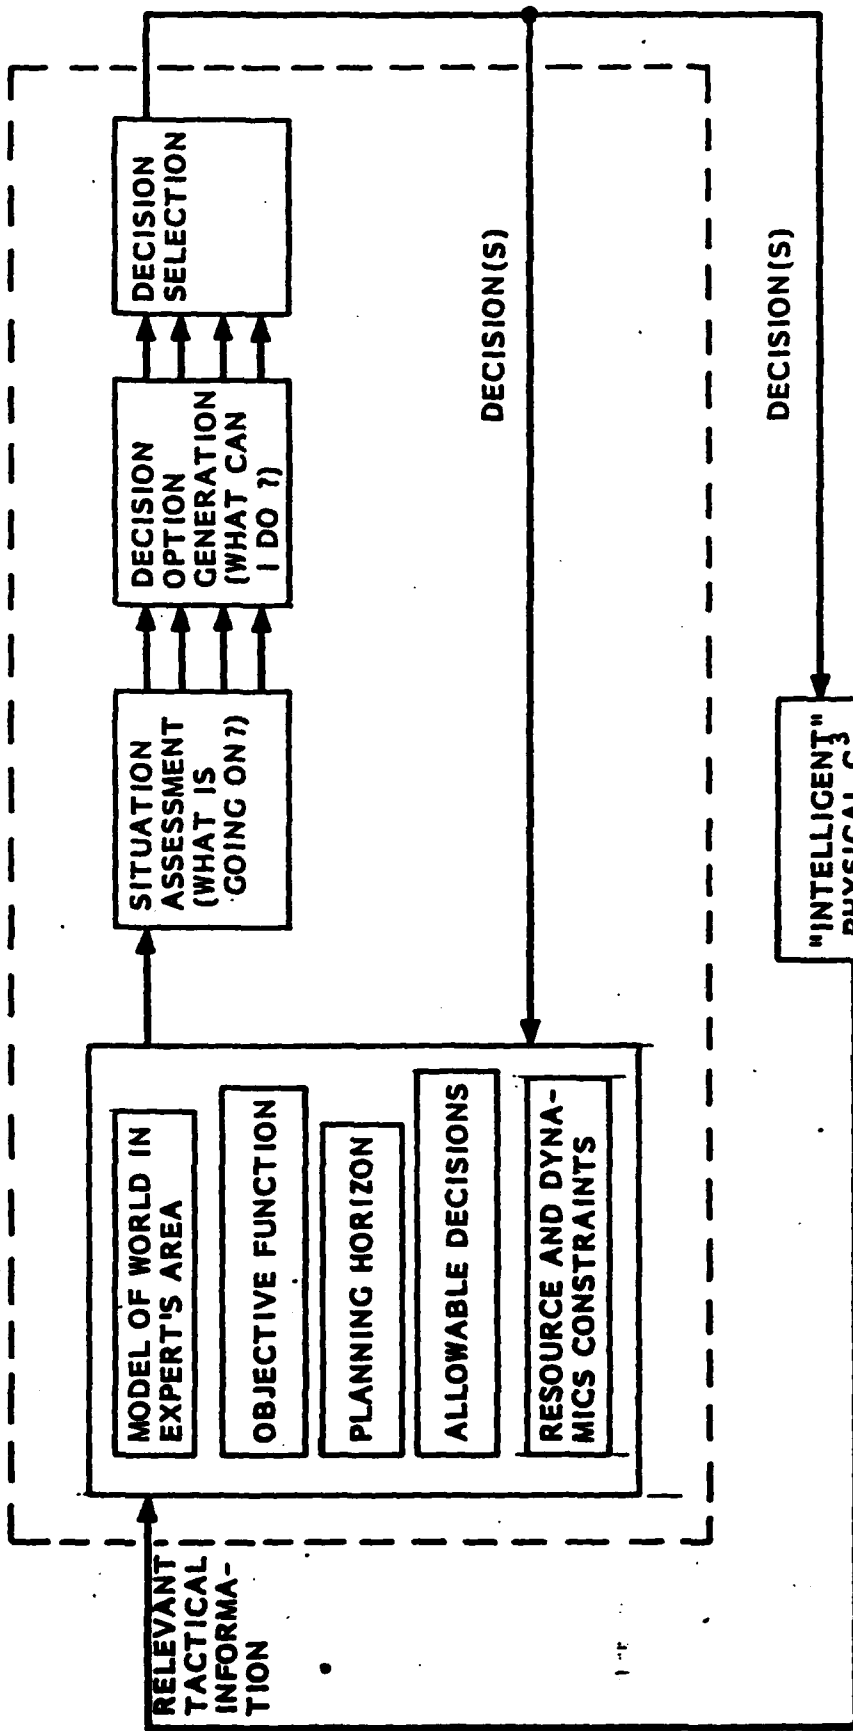 RELEVANT
TACTICAL
INFORMA-
TION
MODEL OF WORLD IN
EXPERT'S AREA
OBJECTIVE FUNCTION
PLANNING HORIZON
ALLOWABLE DECISIONS
RESOURCE AND DYNA-
MICS CONSTRAINTS
SITUATION
ASSESSMENT
(WHAT IS
GOING ON?)
DECISION
OPTION
GENERATION
(WHAT CAN
I DO ?)
DECISION
SELECTION
DECISION(S)
DECISION(S)
"INTELLIGENT"
PHYSICAL C³